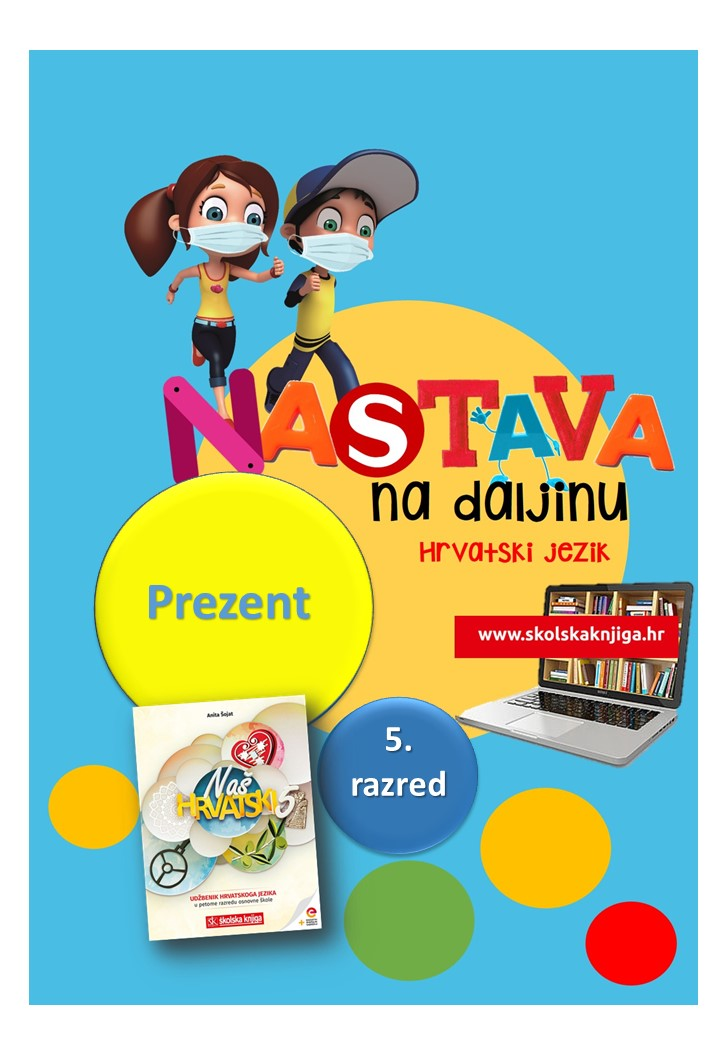 NASTAVA
na daljinu
Hrvatski jezik
Prezent
www.skolskaknjiga.hr
5.
razred
Anita Šojat
Naš
HRVATSKI 5
UDŽBENIK HRVATSKOGA JEZIKA
u petome razredu osnovne škole
školska knjiga